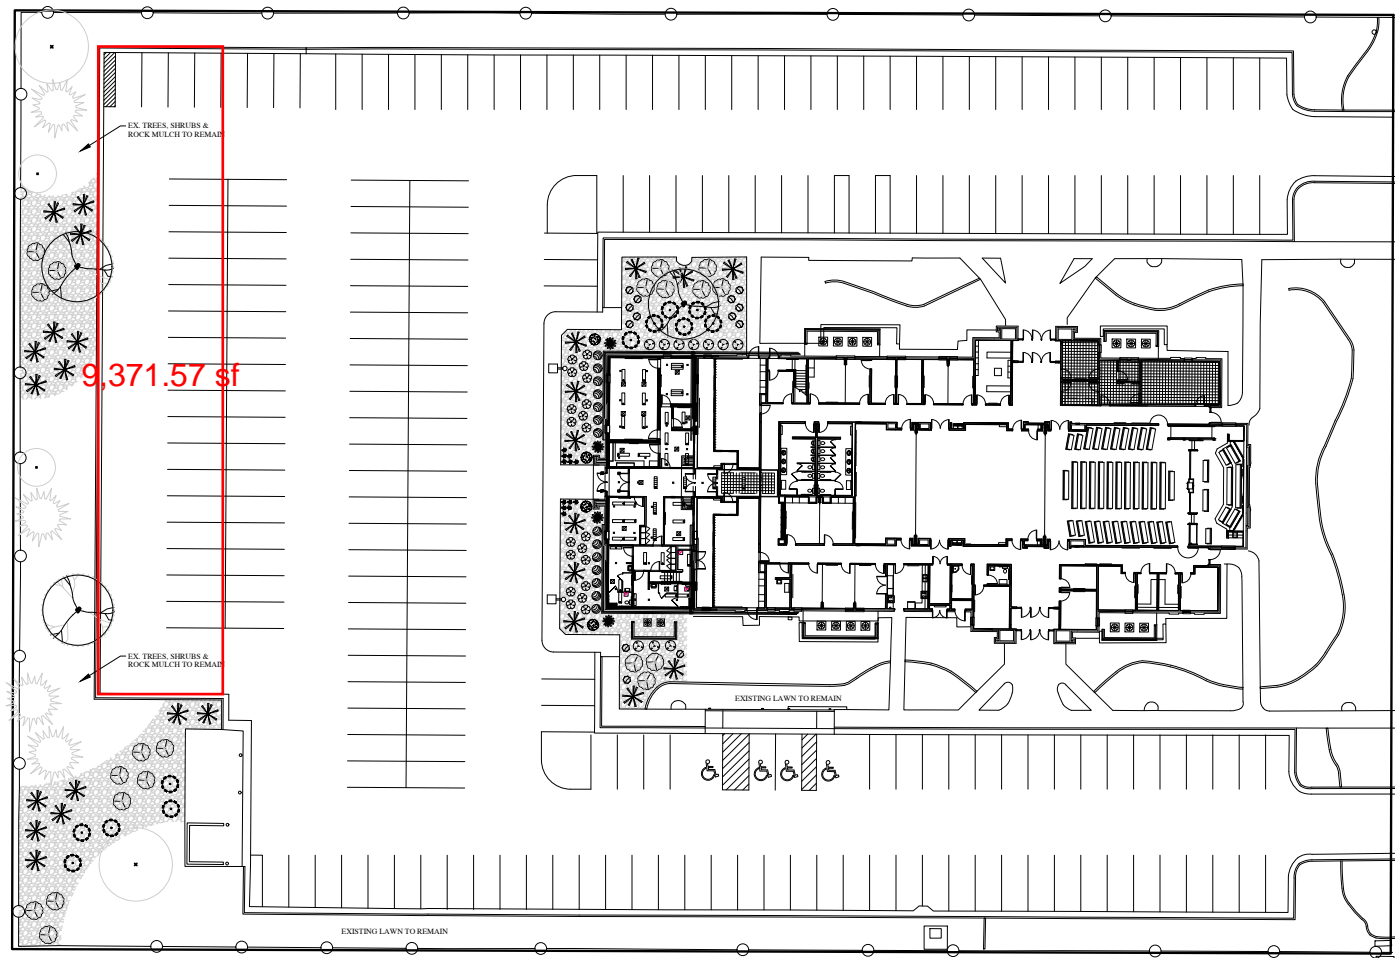 EX. TREES, SHRUBS &
ROCK MULCH TO REMAIN
9,371.57 sf
EX. TREES, SHRUBS &
ROCK MULCH TO REMAIN
EXISTING LAWN TO REMAIN
EXISTING LAWN TO REMAIN